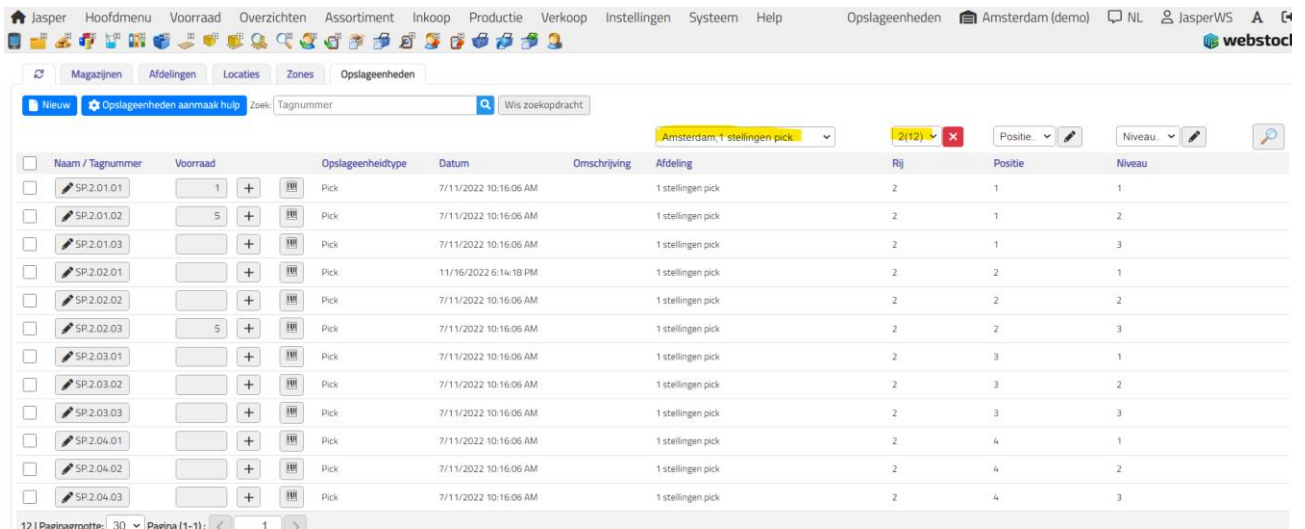 Jasper Hoofdmenu Voorraad Overzichten Assortiment Inkoop Productie Verkoop Instellingen Systeem Help Opslageenheden Amsterdam (demo) NL JasperWS A
webstock
Magazijnen Afdelingen Locaties Zones Opslageenheden
Nieuw Opslageenheden aanmaak hulp Zoek: Tagnummer Wis zoekopdracht
Amsterdam,1 stellingen pick 2(12) Positie.. Niveau..
Naam / Tagnummer Voorraad Opslageenheidtype Datum Omschrijving Afdeling Rij Positie Niveau
SP.2.01.01 1 + Pick 7/11/2022 10:16:06 AM 1 stellingen pick 2 1 1
SP.2.01.02 5 + Pick 7/11/2022 10:16:06 AM 1 stellingen pick 2 1 2
SP.2.01.03 + Pick 7/11/2022 10:16:06 AM 1 stellingen pick 2 1 3
SP.2.02.01 + Pick 11/16/2022 6:14:18 PM 1 stellingen pick 2 2 1
SP.2.02.02 + Pick 7/11/2022 10:16:06 AM 1 stellingen pick 2 2 2
SP.2.02.03 5 + Pick 7/11/2022 10:16:06 AM 1 stellingen pick 2 2 3
SP.2.03.01 + Pick 7/11/2022 10:16:06 AM 1 stellingen pick 2 3 1
SP.2.03.02 + Pick 7/11/2022 10:16:06 AM 1 stellingen pick 2 3 2
SP.2.03.03 + Pick 7/11/2022 10:16:06 AM 1 stellingen pick 2 3 3
SP.2.04.01 + Pick 7/11/2022 10:16:06 AM 1 stellingen pick 2 4 1
SP.2.04.02 + Pick 7/11/2022 10:16:06 AM 1 stellingen pick 2 4 2
SP.2.04.03 + Pick 7/11/2022 10:16:06 AM 1 stellingen pick 2 4 3
12 | Paginagrootte: 30 Pagina (1-1) : < 1 >